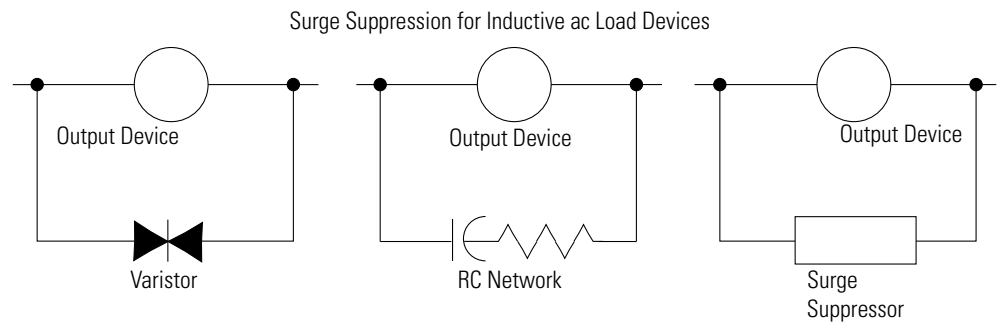 Surge Suppression for Inductive ac Load Devices
Output Device
Output Device
Output Device
Varistor
RC Network
Surge
Suppressor